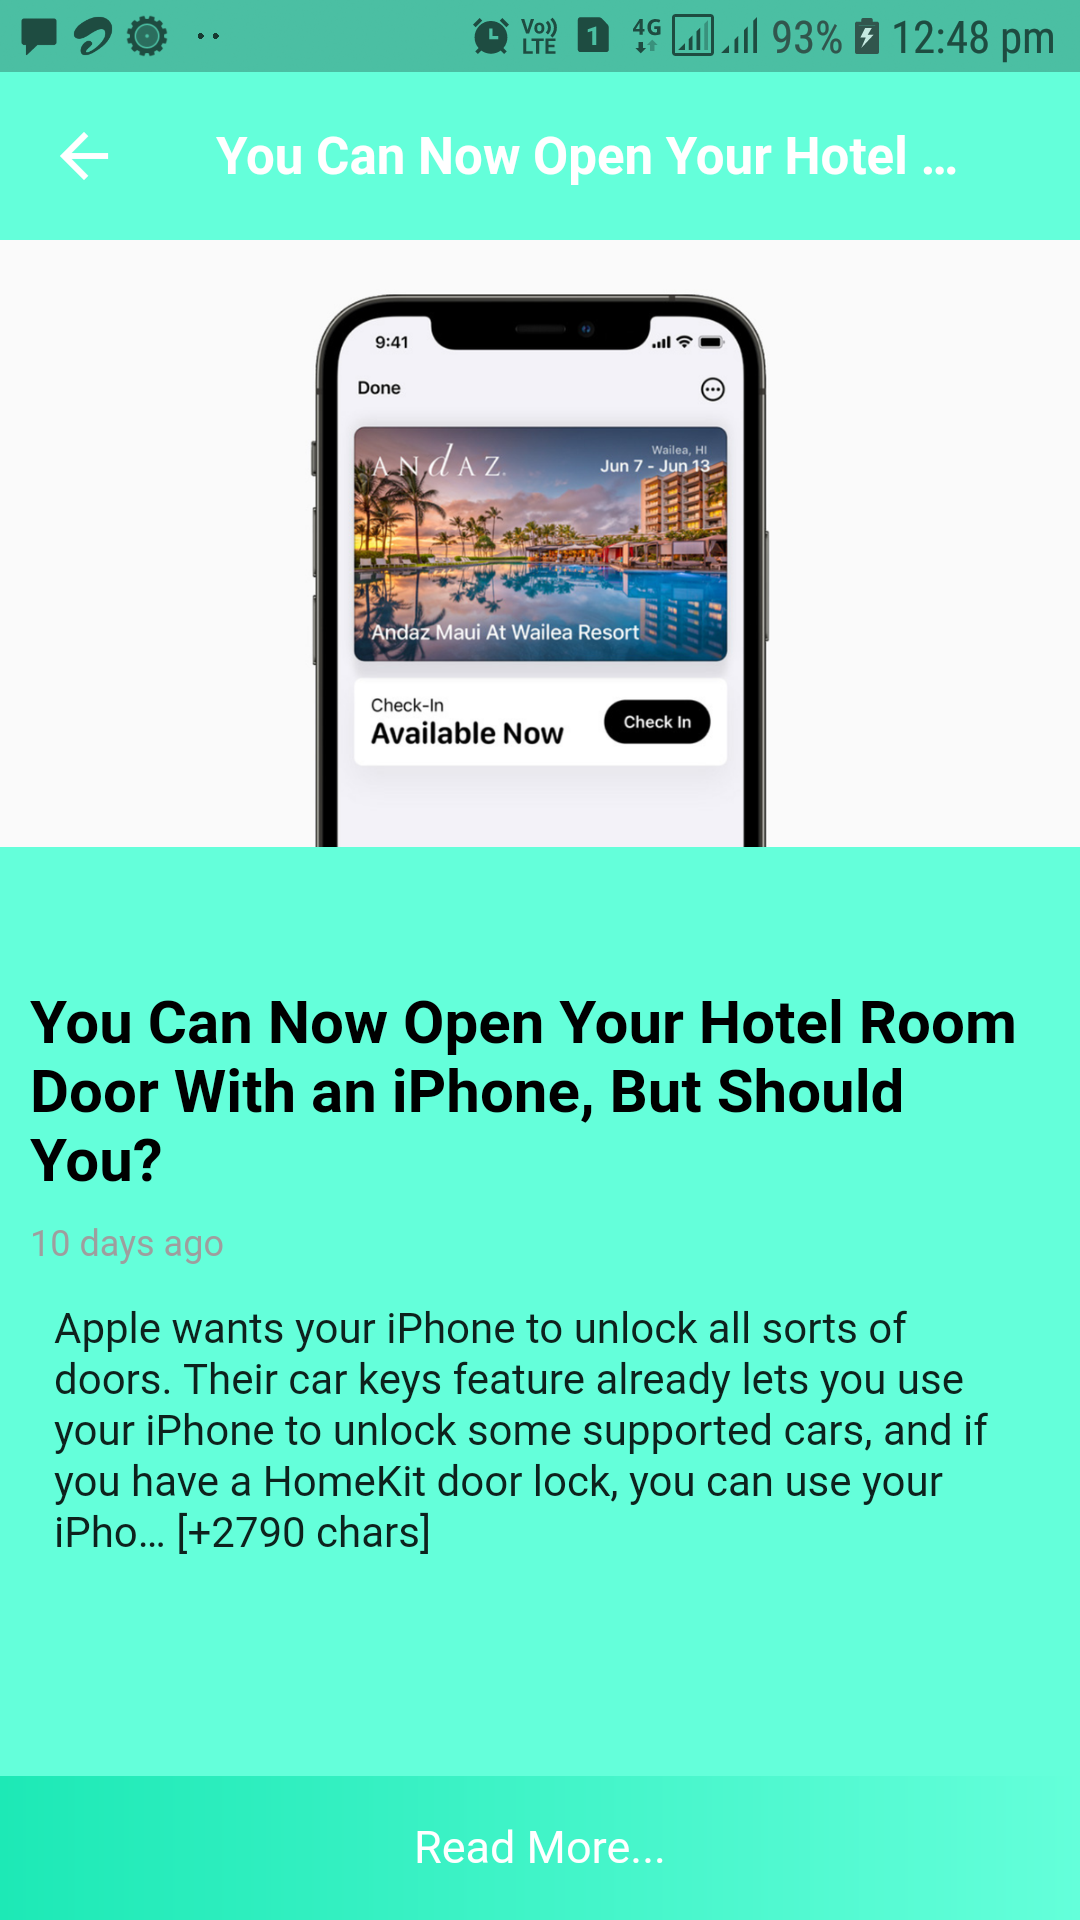 Vo)) LTE 1 4G 93% 12:48 pm
You Can Now Open Your Hotel ...
9:41
Done
ANdAZ.
Wailea, HI
Jun 7 - Jun 13
Andaz Maui At Wailea Resort
Check-In
Available Now
Check In
You Can Now Open Your Hotel Room
Door With an iPhone, But Should
You?
10 days ago
Apple wants your iPhone to unlock all sorts of
doors. Their car keys feature already lets you use
your iPhone to unlock some supported cars, and if
you have a HomeKit door lock, you can use your
iPho… [+2790 chars]
Read More...